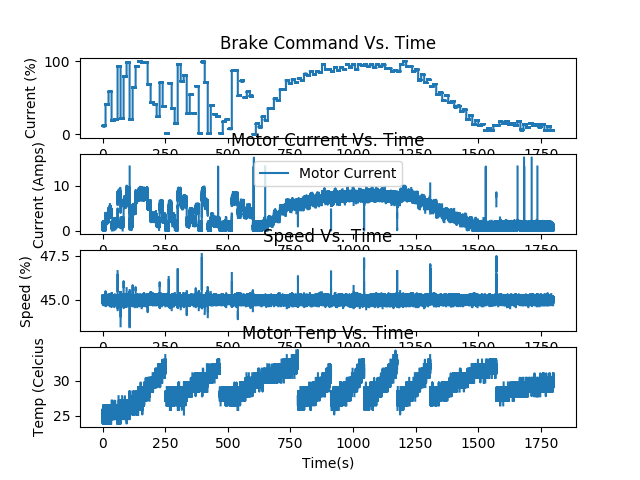 Brake Command Vs. Time
Current (%)
100
0
0 250 500 750 1000 1250 1500 1750
Motor Current Vs. Time
Current (Amps)
10
0
Motor Current
0 250 500 750 1000 1250 1500 1750
Speed Vs. Time
Speed (%)
47.5
45.0
0 250 500 750 1000 1250 1500 1750
Motor Tenp Vs. Time
Temp (Celcius
30
25
0 250 500 750 1000 1250 1500 1750
Time(s)